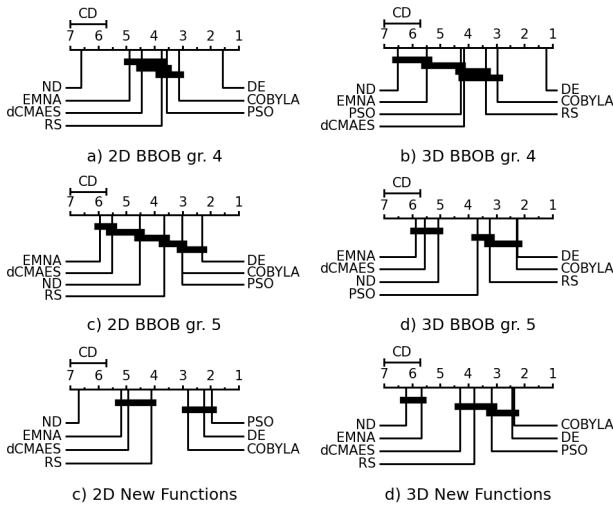 CD
7 6 5 4 3 2 1
ND
EMNA
dCMAES
RS
DE
COBYLA
PSO
a) 2D BBOB gr. 4
CD
7 6 5 4 3 2 1
ND
EMNA
PSO
dCMAES
DE
COBYLA
RS
b) 3D BBOB gr. 4
CD
7 6 5 4 3 2 1
EMNA
dCMAES
ND
RS
DE
COBYLA
PSO
c) 2D BBOB gr. 5
CD
7 6 5 4 3 2 1
EMNA
dCMAES
ND
PSO
DE
COBYLA
RS
d) 3D BBOB gr. 5
CD
7 6 5 4 3 2 1
ND
EMNA
dCMAES
RS
PSO
DE
COBYLA
c) 2D New Functions
CD
7 6 5 4 3 2 1
ND
EMNA
dCMAES
RS
COBYLA
DE
PSO
d) 3D New Functions